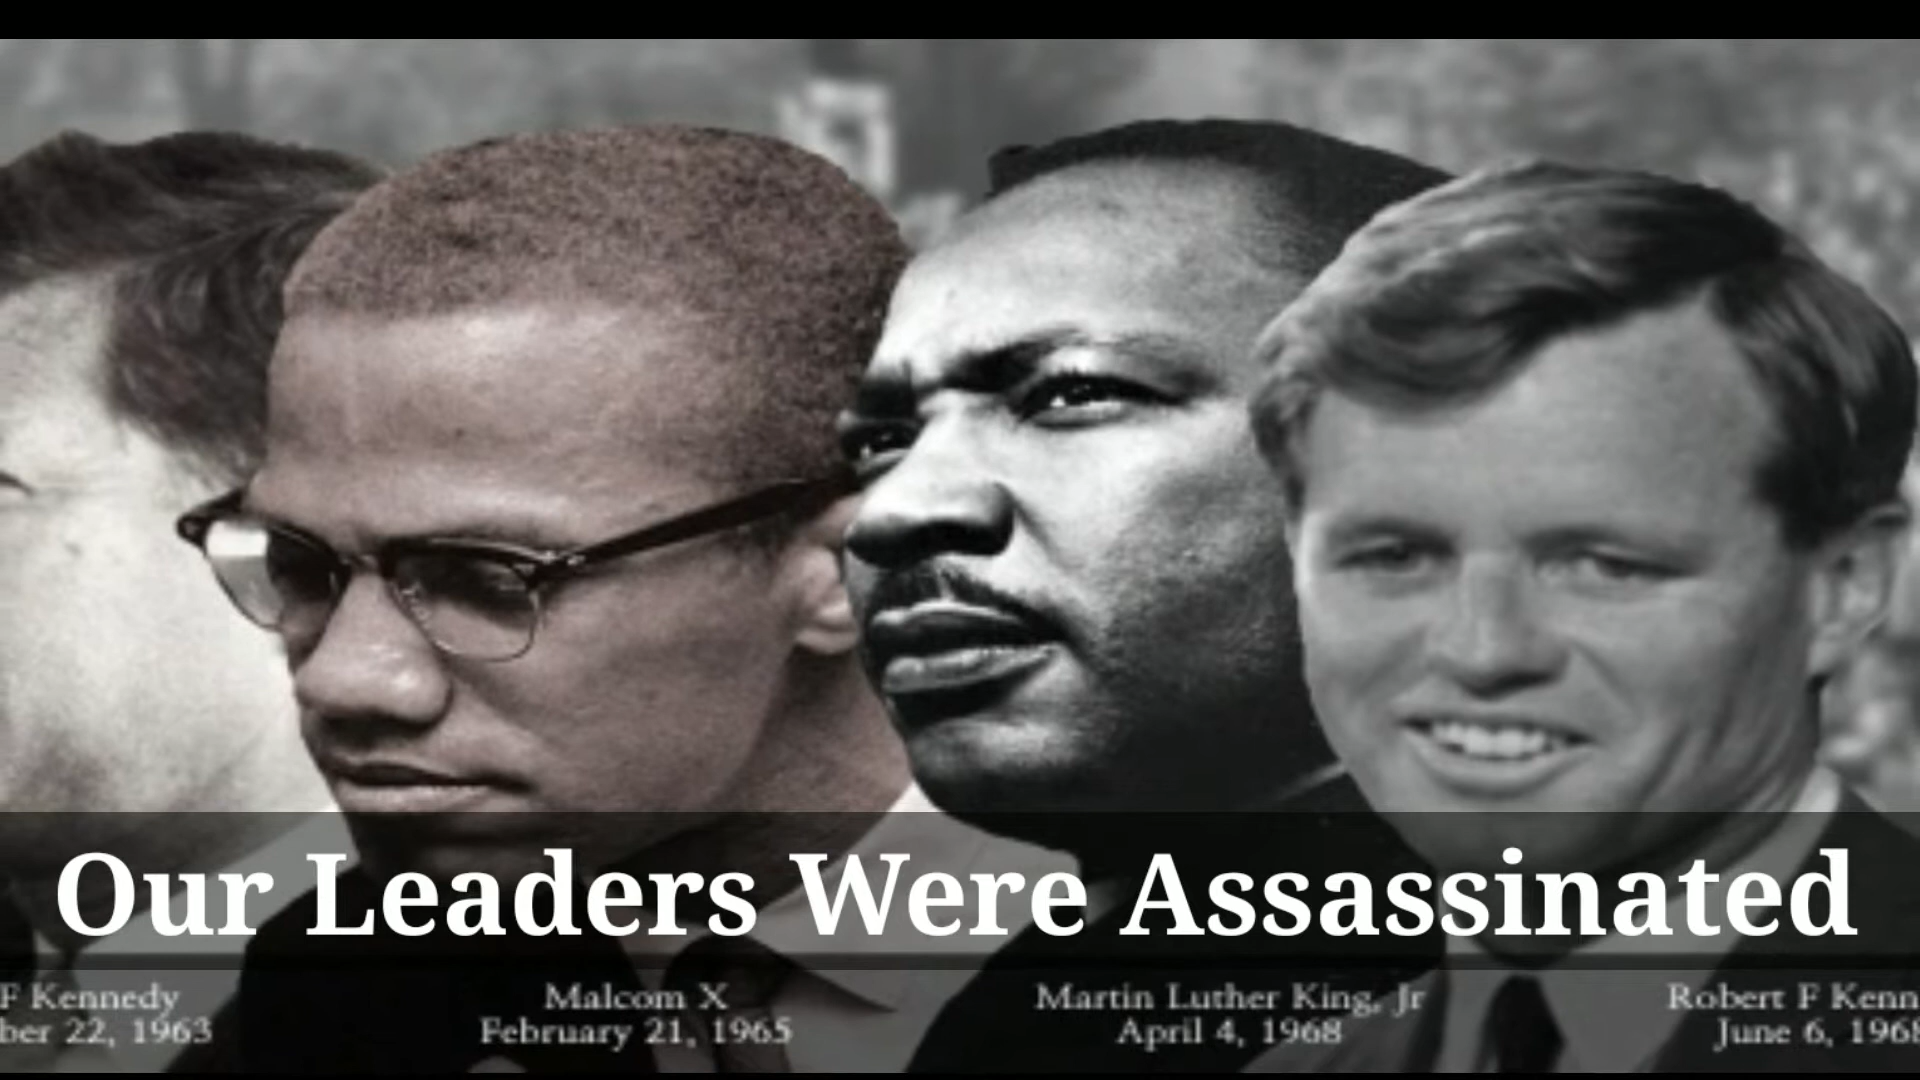 Our Leaders Were Assassinated
F Kennedy
ber 22, 1963
Malcom X
February 21, 1965
Martin Luther King, Jr
April 4, 1968
Robert F Kenn
June 6, 1968